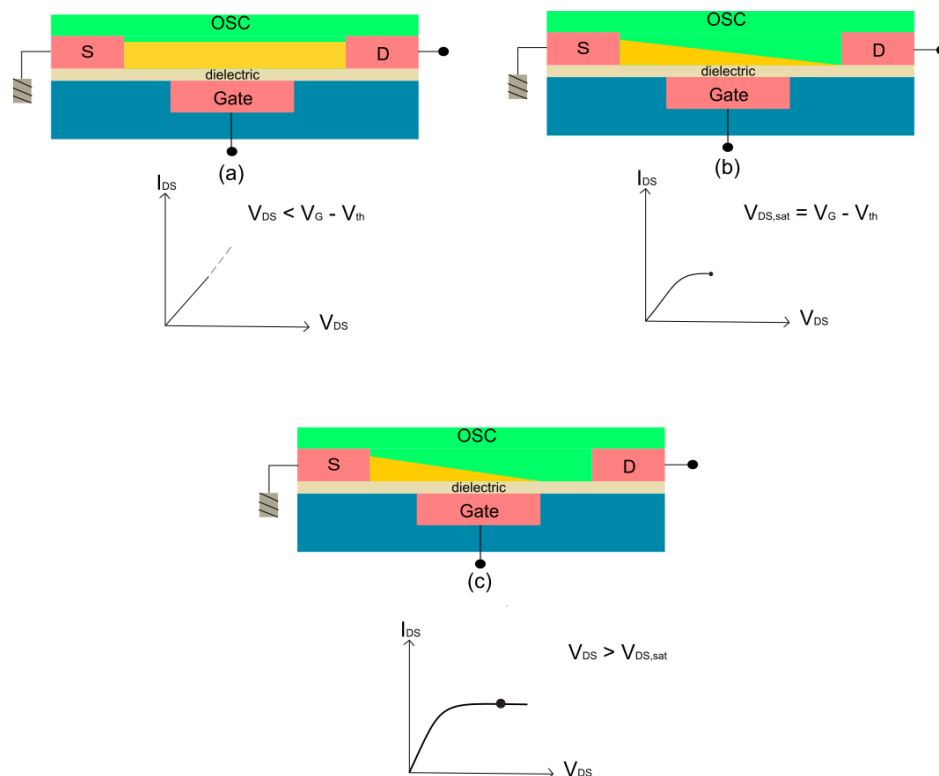 OSC
S
D
dielectric
Gate
(a)
IDS
VDS < VG - Vth
VDS
OSC
S
D
dielectric
Gate
(b)
IDS
VDS,sat = VG - Vth
VDS
OSC
S
D
dielectric
Gate
(c)
IDS
VDS > VDS,sat
VDS